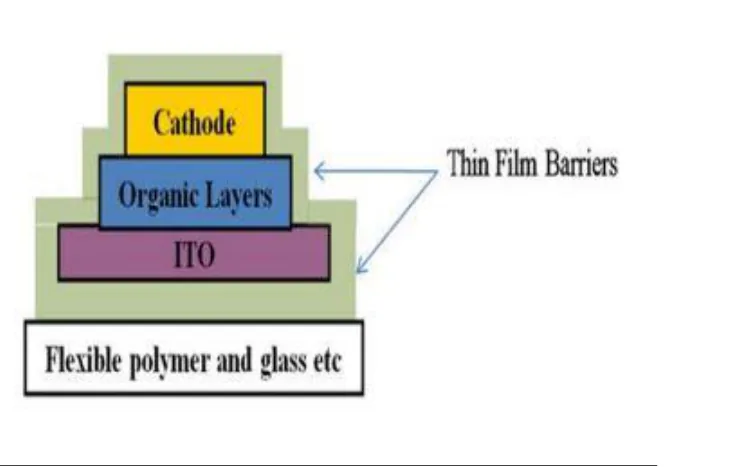 Cathode
Thin Film Barriers
Organic Layers
ITO
Flexible polymer and glass etc